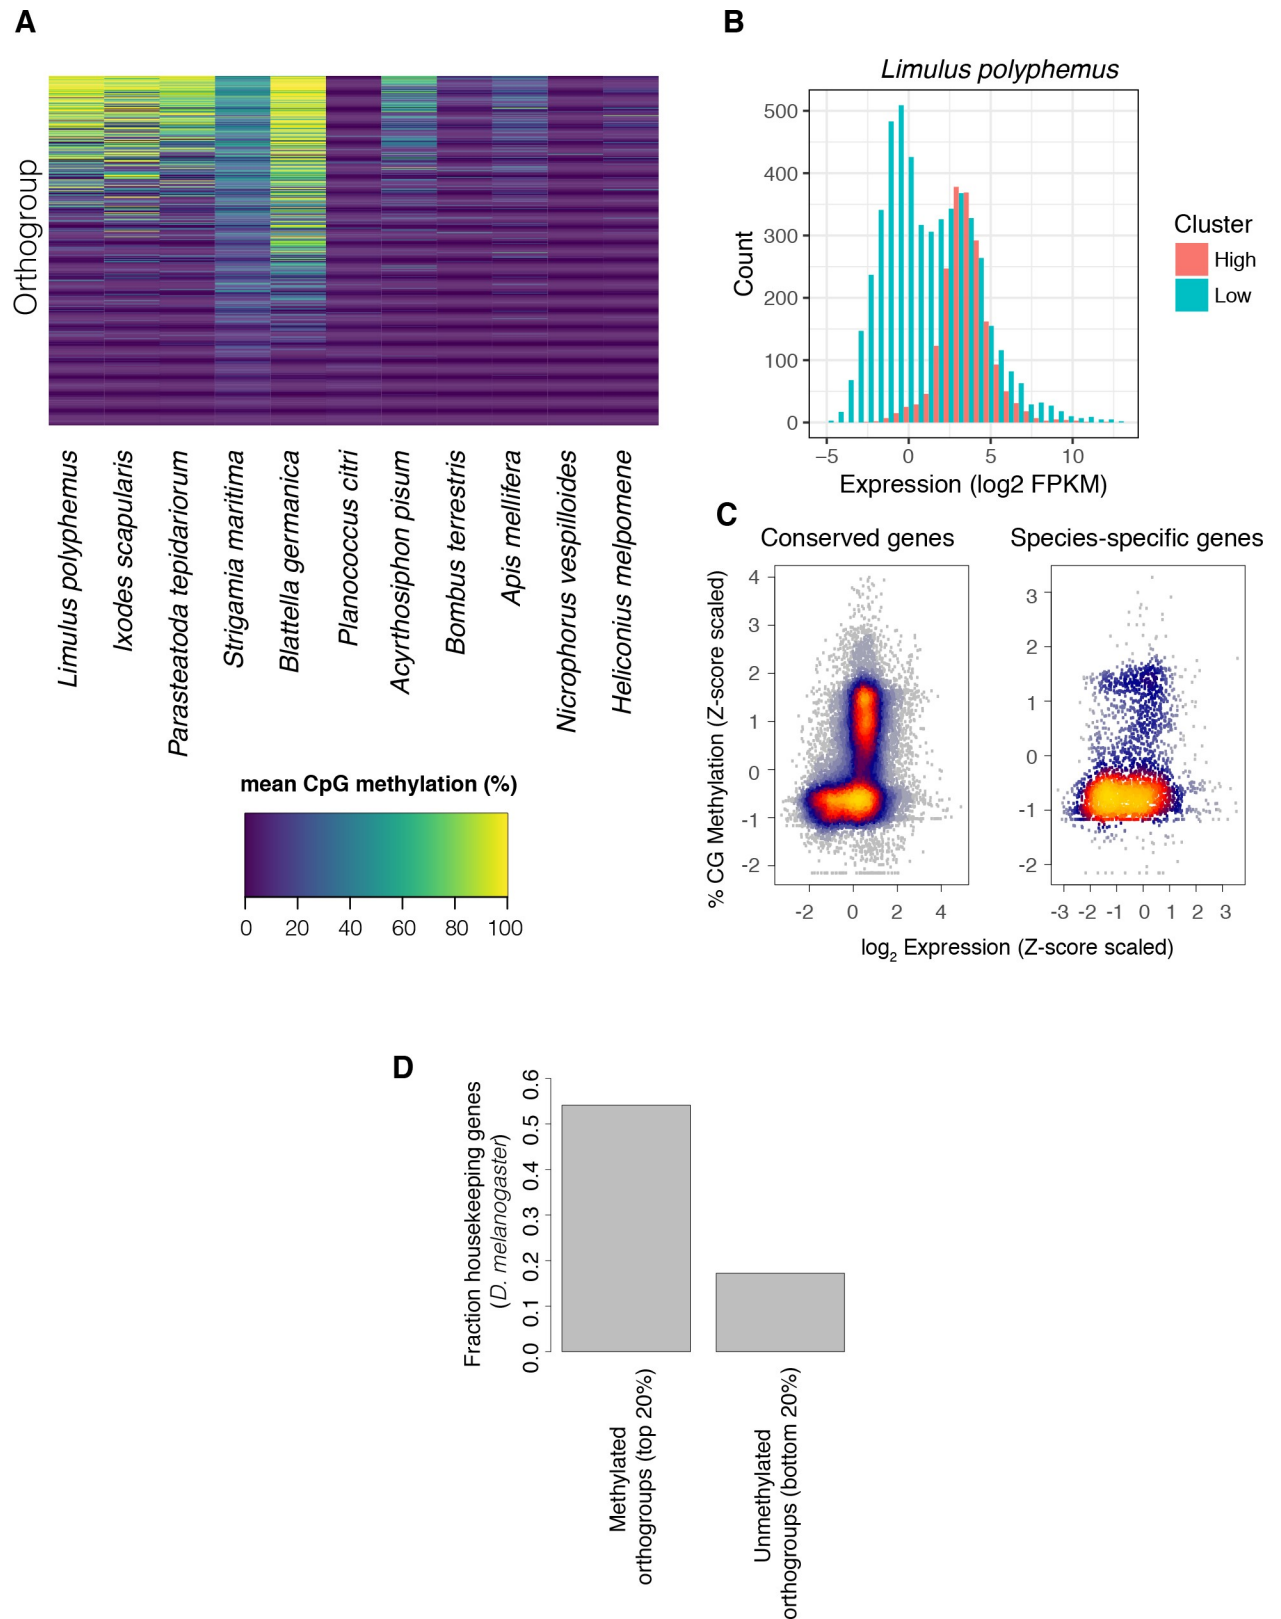 A
Orthogroup
Limulus polyphemus
Ixodes scapularis
Parasteatoda tepidariorum
Strigamia maritima
Blattella germanica
Planococcus citri
Acyrthosiphon pisum
Bombus terrestris
Apis mellifera
Nicrophorus vespilloides
Heliconius melpomene
mean CpG methylation (%)
0 20 40 60 80 100
B
Limulus polyphemus
500
400
300
200
100
0
Count
−5 0 5 10
Expression (log2 FPKM)
Cluster
High
Low
C
Conserved genes Species-specific genes
% CG Methylation (Z-score scaled)
4
3
2
1
0
-1
-2
-2 0 2 4
3
2
1
0
-1
-2
-3 -2 -1 0 1 2 3
log2 Expression (Z-score scaled)
D
Fraction housekeeping genes
(D. melanogaster)
0.6
0.5
0.4
0.3
0.2
0.1
0.0
Methylated
orthogroups (top 20%)
Unmethylated
orthogroups (bottom 20%)